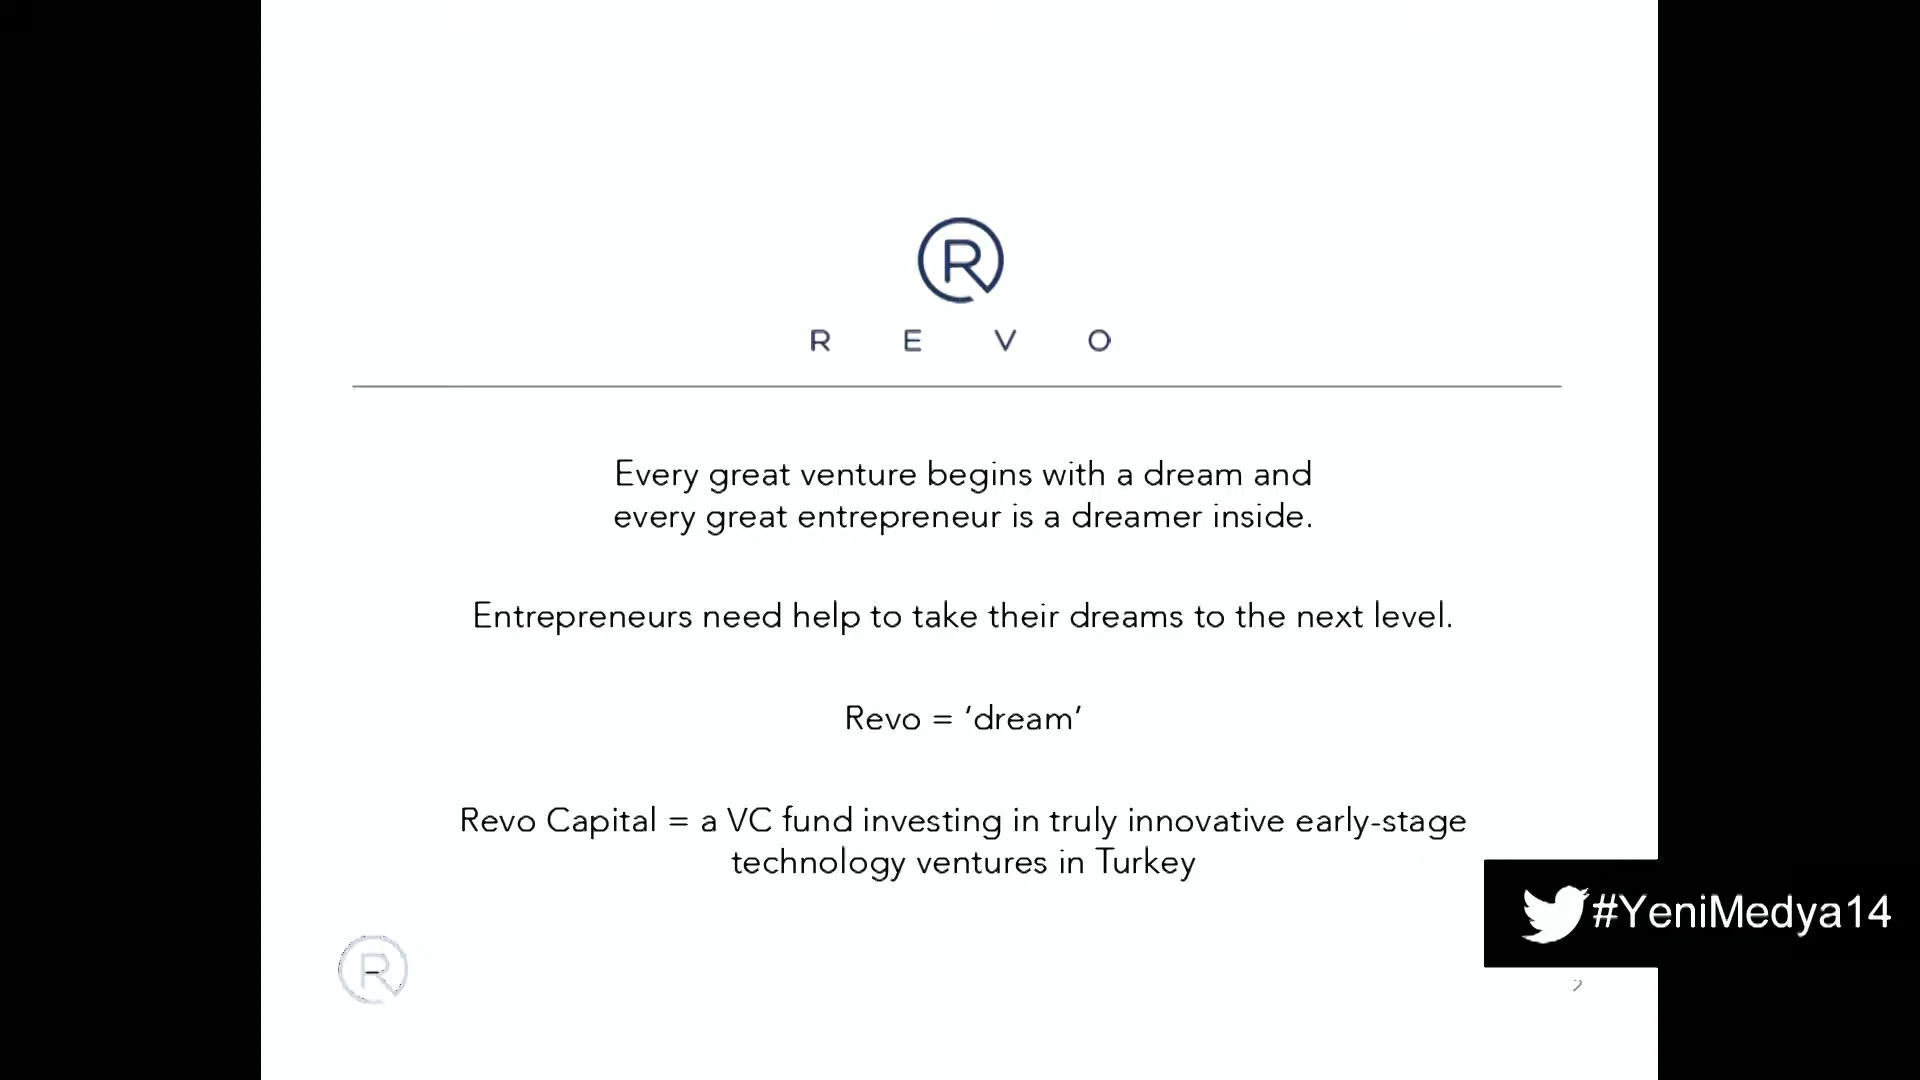 R
R E V O
Every great venture begins with a dream and
every great entrepreneur is a dreamer inside.
Entrepreneurs need help to take their dreams to the next level.
Revo = ‘dream’
Revo Capital = a VC fund investing in truly innovative early-stage
technology ventures in Turkey
#YeniMedya14
R
2